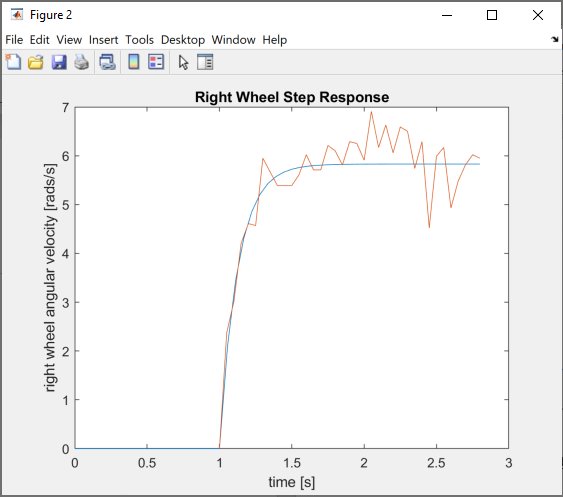 Figure 2
File Edit View Insert Tools Desktop Window Help
Right Wheel Step Response
right wheel angular velocity [rads/s]
7
6
5
4
3
2
1
0
0 0.5 1 1.5 2 2.5 3
time [s]